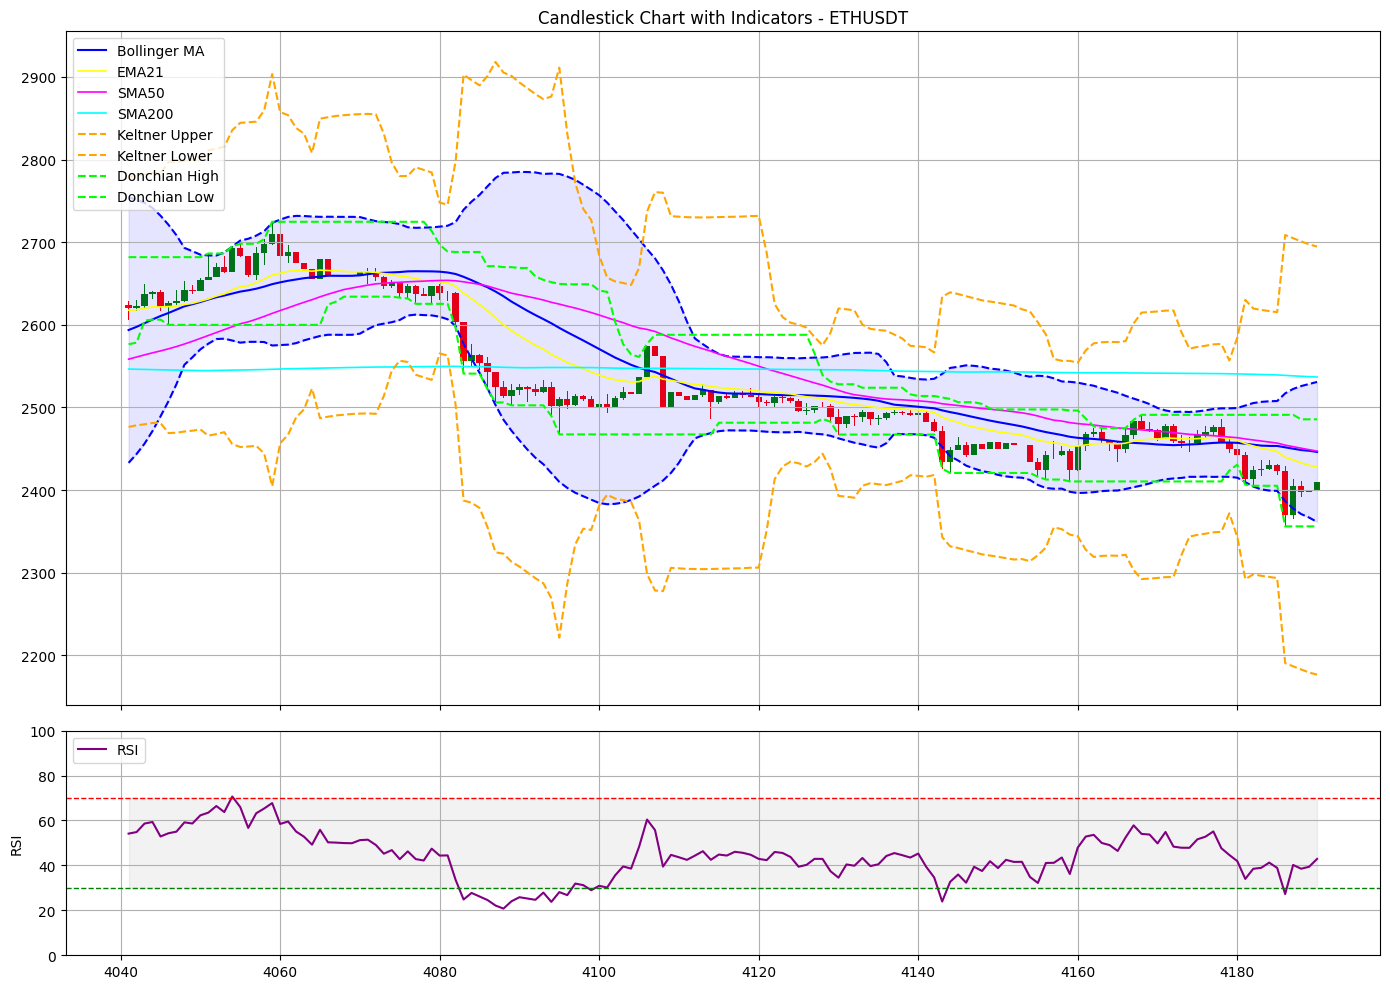 Candlestick Chart with Indicators - ETHUSDT
Bollinger MA
EMA21
SMA50
SMA200
Keltner Upper
Keltner Lower
Donchian High
Donchian Low
2900
2800
2700
2600
2500
2400
2300
2200
RSI
100
80
60
40
20
0
RSI
4040
4060
4080
4100
4120
4140
4160
4180